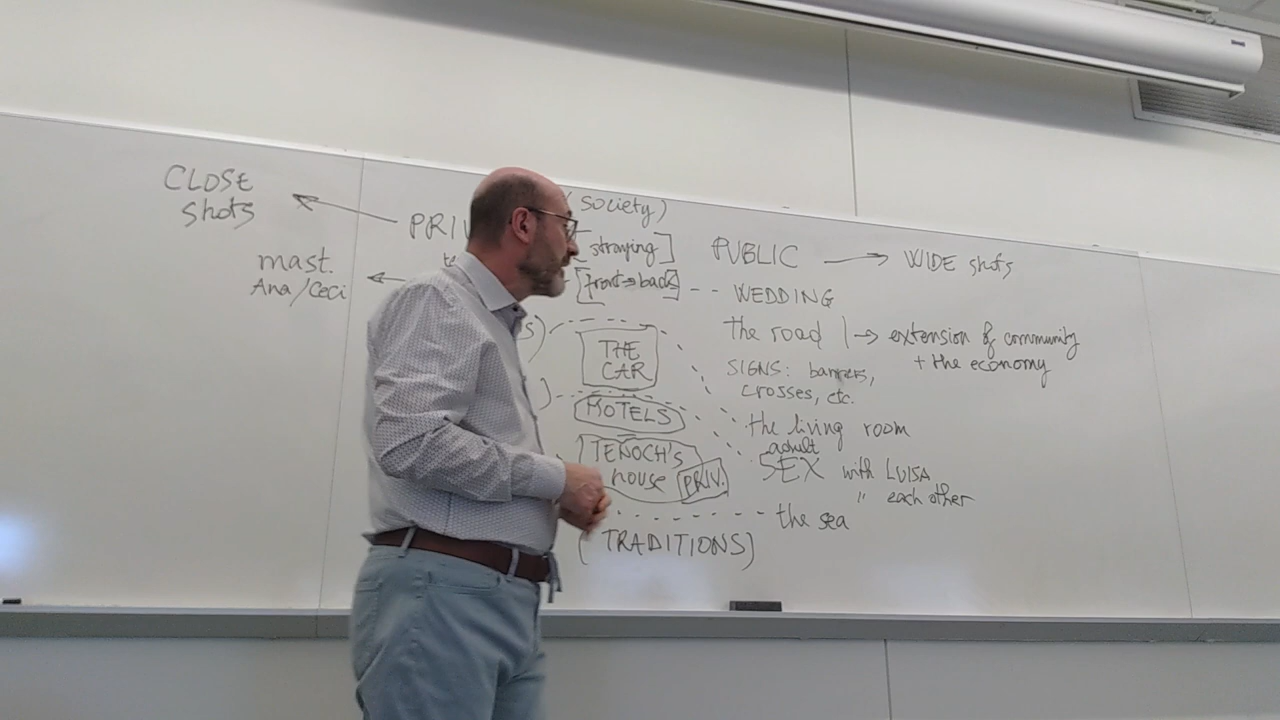 CLOSE
shots
PRIV
(society)
[straying]
PUBLIC → WIDE shots
mast.
Ana/Ceci
[front→back] -- WEDDING
THE
CAR
the road → extension of community
+ the economy
SIGNS: banners,
crosses, etc.
MOTELS
the living room
TENOCH's
house PRIV.
adult
SEX with LUISA
" each other
the sea
(TRADITIONS)